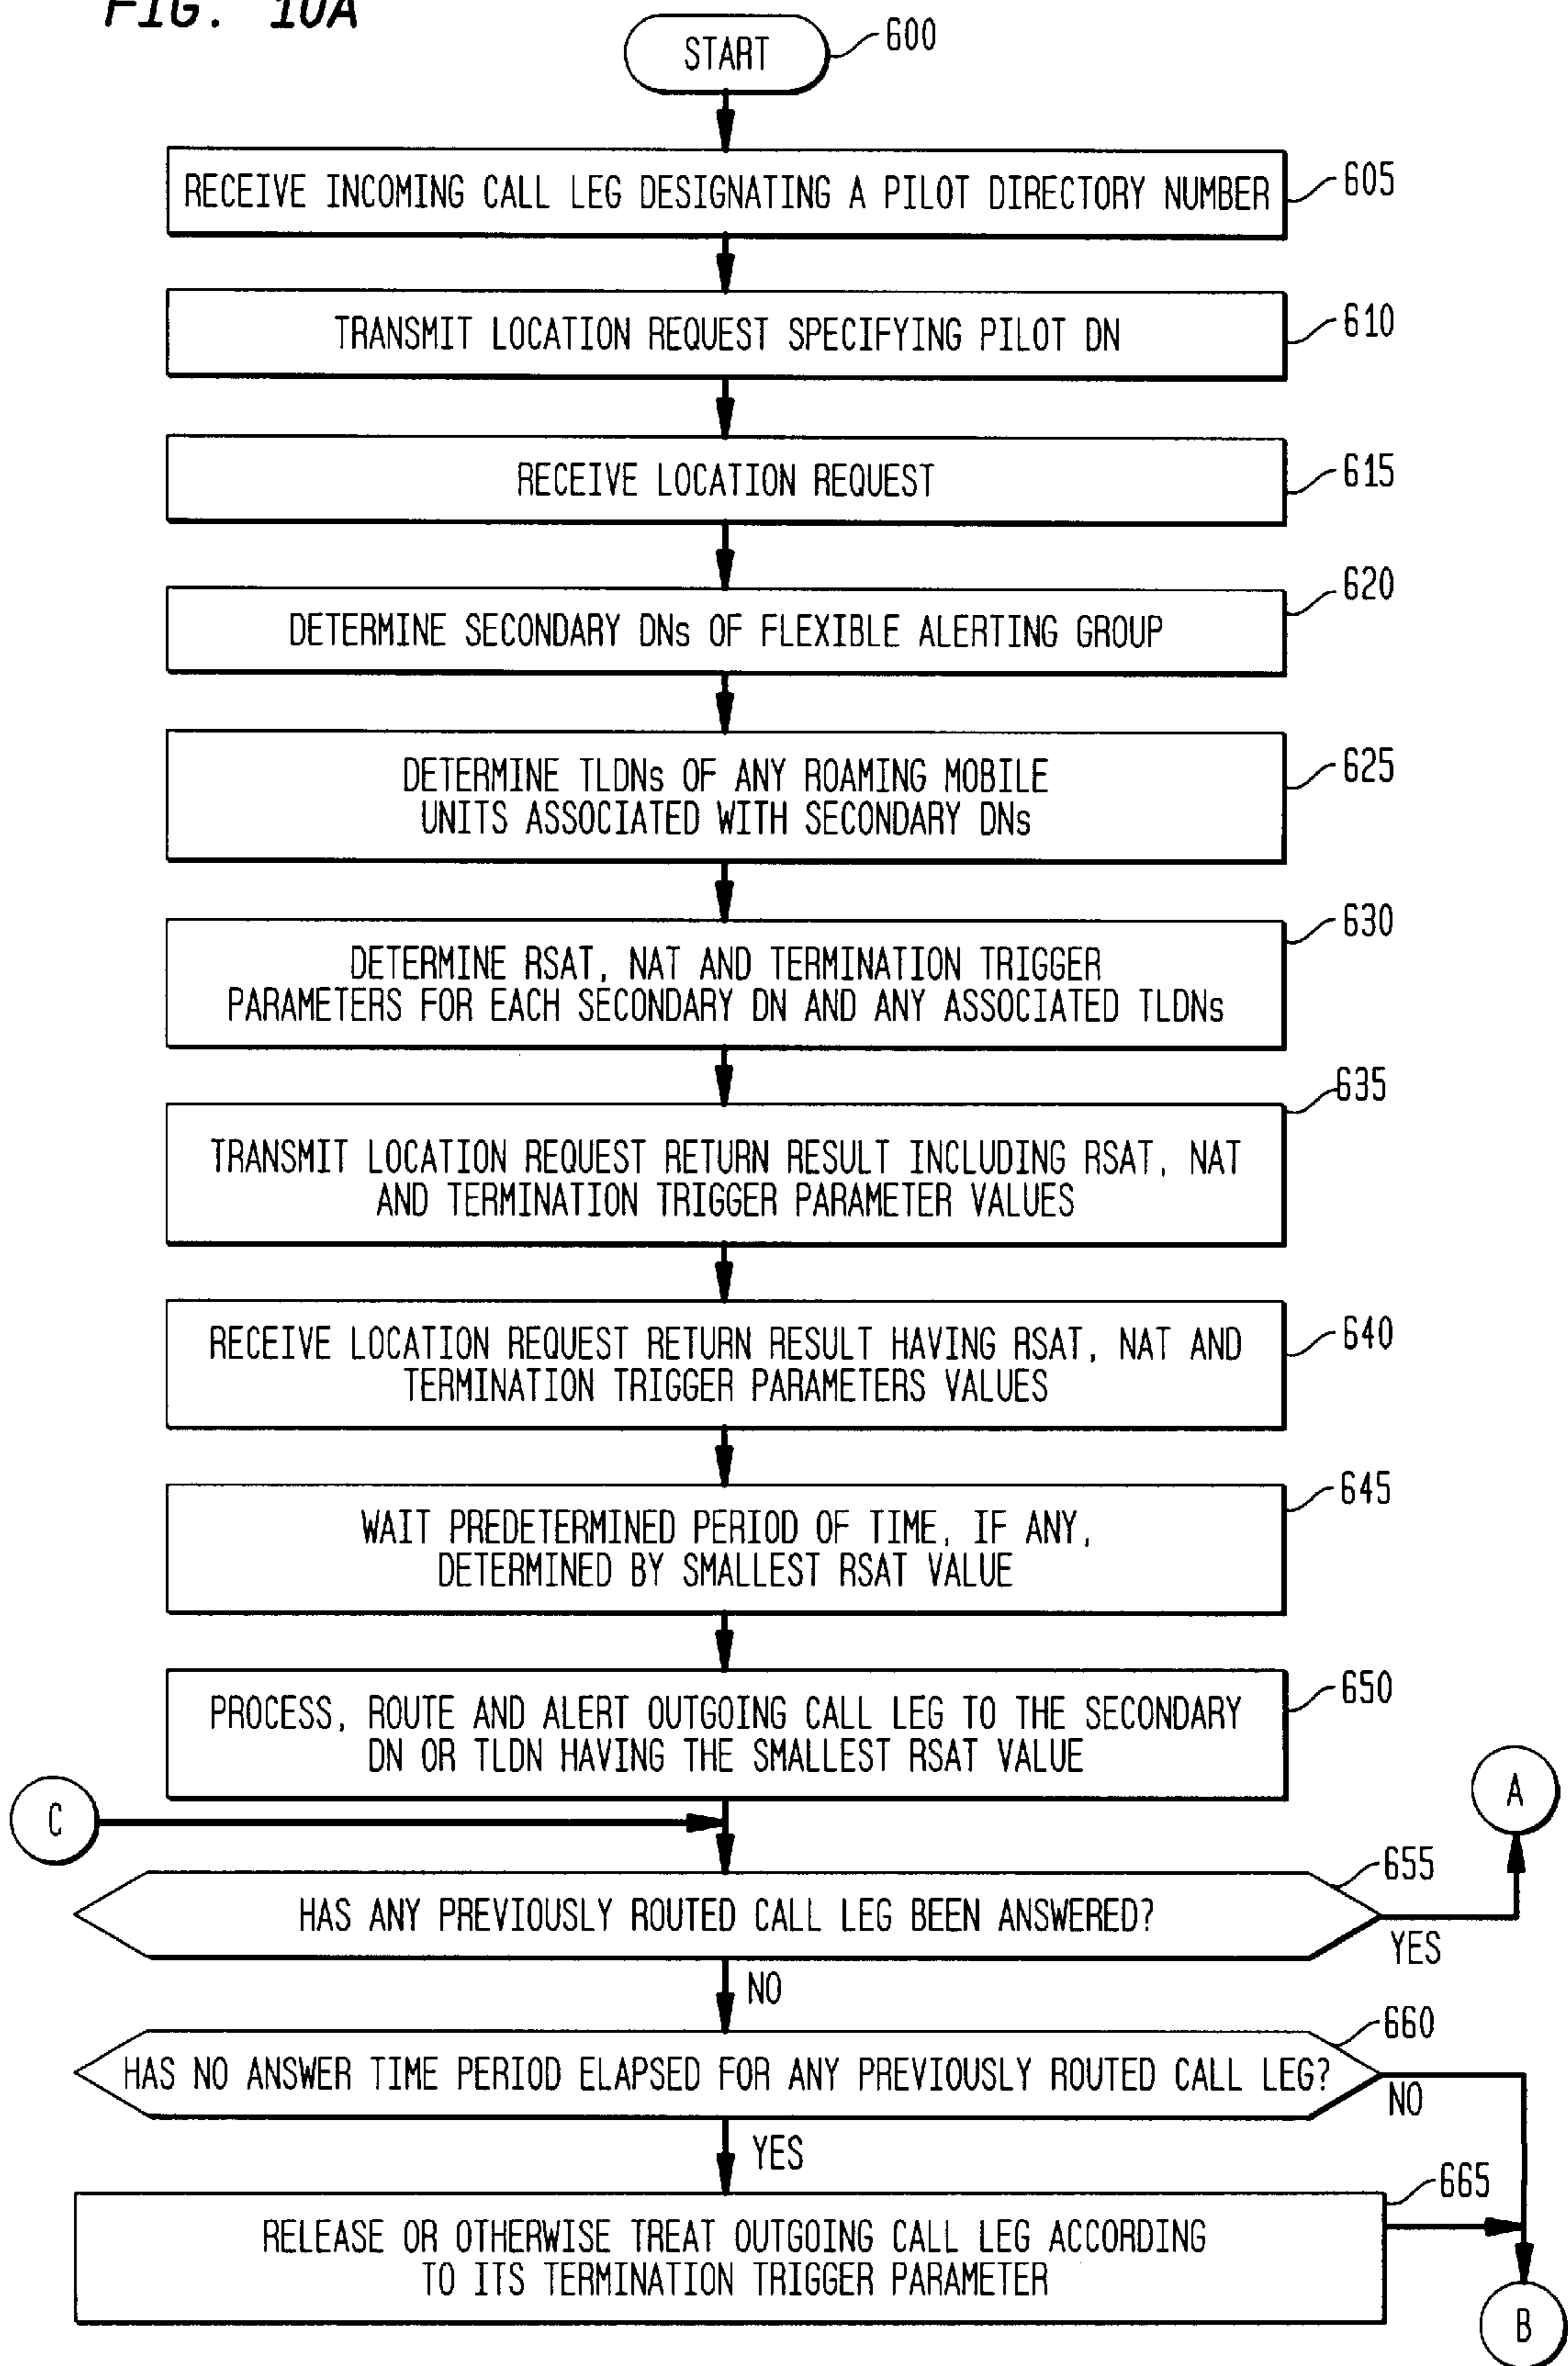 FIG. 10A
START
600
RECEIVE INCOMING CALL LEG DESIGNATING A PILOT DIRECTORY NUMBER
605
TRANSMIT LOCATION REQUEST SPECIFYING PILOT DN
610
RECEIVE LOCATION REQUEST
615
DETERMINE SECONDARY DNs OF FLEXIBLE ALERTING GROUP
620
DETERMINE TLDNs OF ANY ROAMING MOBILE
UNITS ASSOCIATED WITH SECONDARY DNs
625
DETERMINE RSAT, NAT AND TERMINATION TRIGGER
PARAMETERS FOR EACH SECONDARY DN AND ANY ASSOCIATED TLDNs
630
TRANSMIT LOCATION REQUEST RETURN RESULT INCLUDING RSAT, NAT
AND TERMINATION TRIGGER PARAMETER VALUES
635
RECEIVE LOCATION REQUEST RETURN RESULT HAVING RSAT, NAT AND
TERMINATION TRIGGER PARAMETERS VALUES
640
WAIT PREDETERMINED PERIOD OF TIME, IF ANY,
DETERMINED BY SMALLEST RSAT VALUE
645
PROCESS, ROUTE AND ALERT OUTGOING CALL LEG TO THE SECONDARY
DN OR TLDN HAVING THE SMALLEST RSAT VALUE
650
C
A
HAS ANY PREVIOUSLY ROUTED CALL LEG BEEN ANSWERED?
655
YES
NO
HAS NO ANSWER TIME PERIOD ELAPSED FOR ANY PREVIOUSLY ROUTED CALL LEG?
660
NO
YES
RELEASE OR OTHERWISE TREAT OUTGOING CALL LEG ACCORDING
TO ITS TERMINATION TRIGGER PARAMETER
665
B